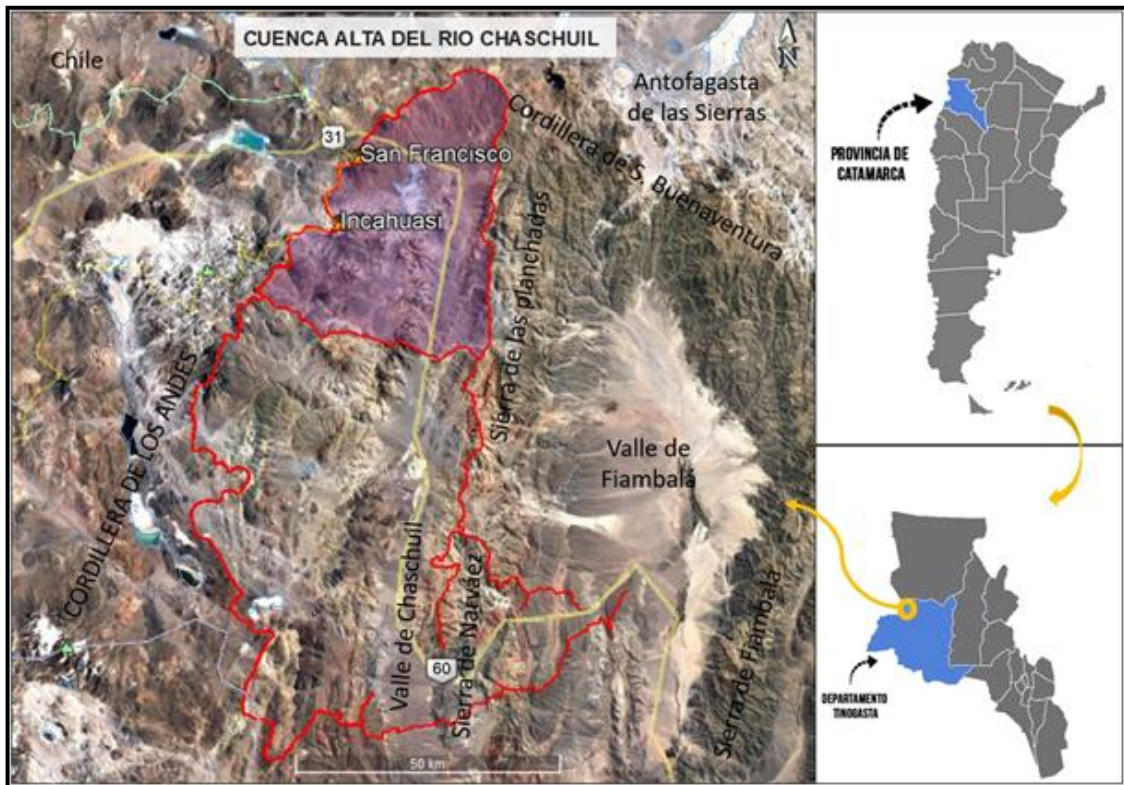 CUENCA ALTA DEL RIO CHASCHUIL
Chile
N
Antofagasta
de las Sierras
31
San Francisco
Cordillera de S. Buenaventura
Incahuasi
Sierra de las planchadas
CORDILLERA DE LOS ANDES
Valle de
Fiambalá
Valle de Chaschuil
Sierra de Narváez
60
Sierra de Fiambalá
50 km
PROVINCIA DE
CATAMARCA
DEPARTAMENTO
TINOGASTA